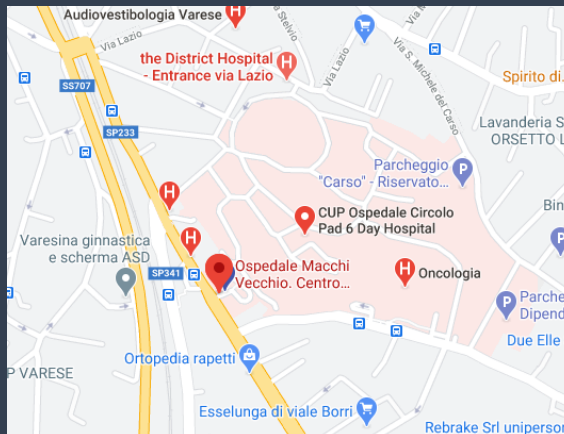 Audiovestibologia Varese
Via Lazio
Stelvio
the District Hospital
- Entrance via Lazio
Via Lazio
Via S. Michele del Carso
Spirito di
SS707
SP233
Lavanderia S
ORSETTO L
Parcheggio
"Carso" - Riservato...
CUP Ospedale Circolo
Pad 6 Day Hospital
Bin
Varesina ginnastica
e scherma ASD
SP341
Ospedale Macchi
Vecchio. Centro...
Oncologia
Parche
Dipend
Due Elle
Ortopedia rapetti
P VARESE
Esselunga di viale Borri
Rebrake Srl uniperson